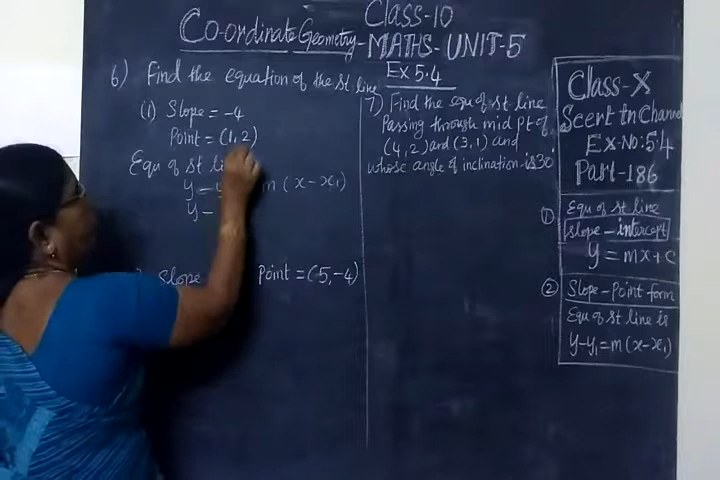 Class-10
Co-ordinate Geometry-MATHS-UNIT-5
Ex 5.4
6) Find the equation of the st line
(1) Slope = -4
Point = (1, 2)
Equ of st li
y - m (x-x1)
y -
) Slope Point = (5, -4)
7) Find the equ of st line
Passing through mid pt of
(4, 2) and (3, 1) and
whose angle of inclination is 30°
Class-X
Seert tn Channel
Ex.No:5.4
Part-186
① Equ of st line
Slope-intercept
y = mx+c
② Slope-Point form
Equ of st line is
y-y1=m(x-x1)